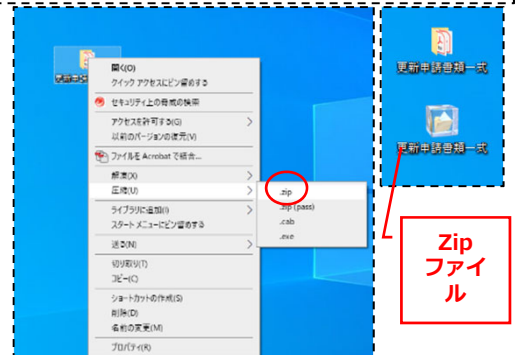 開く(O)
クイック アクセスにピン留めする
セキュリティ上の脅威の検索
アクセスを許可する(G)
以前のバージョンの復元(V)
ファイルを Acrobat で結合...
解凍(X)
圧縮(U)
ライブラリに追加(I)
スタート メニューにピン留めする
送る(N)
切り取り(T)
コピー(C)
ショートカットの作成(S)
削除(D)
名前の変更(M)
プロパティ(R)
.zip
.zip (pass)
.cab
.exe
更新申請書類一式
更新申請書類一式
Zip
ファイ
ル